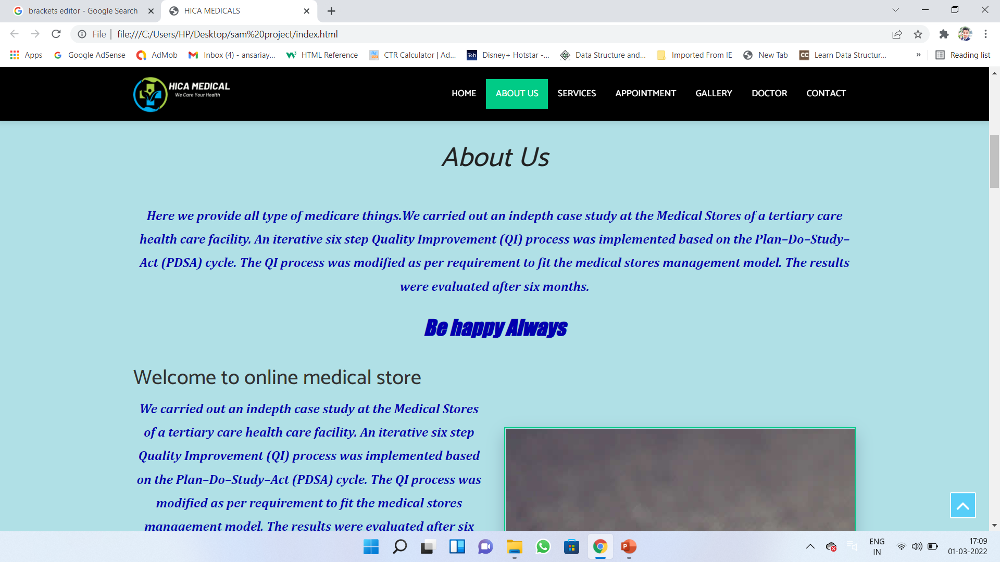 brackets editor - Google Search
HICA MEDICALS
File
file:///C:/Users/HP/Desktop/sam%20project/index.html
Apps
Google AdSense
AdMob
Inbox (4) - ansariay...
HTML Reference
CTR Calculator | Ad...
Disney+ Hotstar -...
Data Structure and...
Imported From IE
New Tab
Learn Data Structur...
»
Reading list
HICA MEDICAL
We Care Your Health
HOME
ABOUT US
SERVICES
APPOINTMENT
GALLERY
DOCTOR
CONTACT
About Us
Here we provide all type of medicare things.We carried out an indepth case study at the Medical Stores of a tertiary care
health care facility. An iterative six step Quality Improvement (QI) process was implemented based on the Plan–Do–Study–
Act (PDSA) cycle. The QI process was modified as per requirement to fit the medical stores management model. The results
were evaluated after six months.
Be happy Always
Welcome to online medical store
We carried out an indepth case study at the Medical Stores
of a tertiary care health care facility. An iterative six step
Quality Improvement (QI) process was implemented based
on the Plan–Do–Study–Act (PDSA) cycle. The QI process was
modified as per requirement to fit the medical stores
management model. The results were evaluated after six
ENG
IN
17:09
01-03-2022